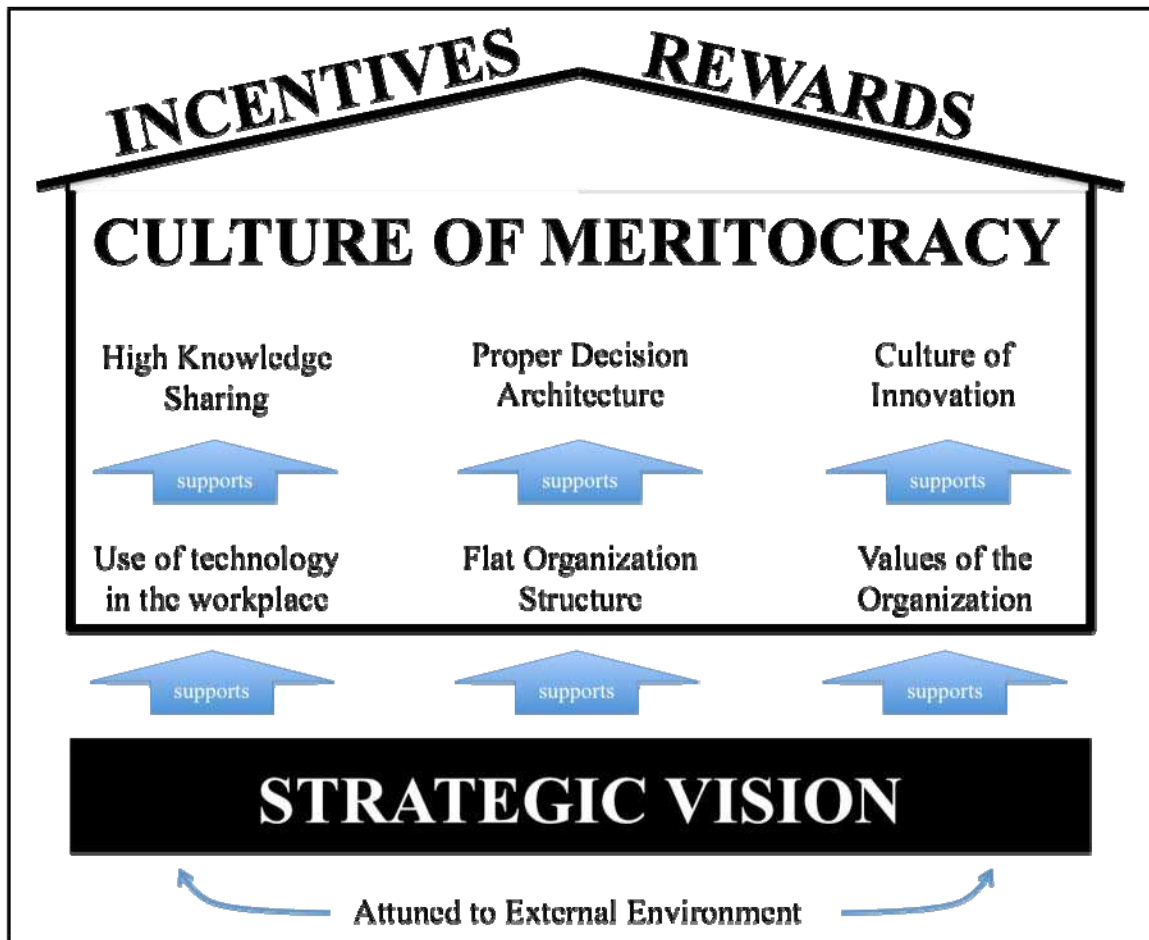 INCENTIVES REWARDS
CULTURE OF MERITOCRACY
High Knowledge
Sharing
Proper Decision
Architecture
Culture of
Innovation
supports
supports
supports
Use of technology
in the workplace
Flat Organization
Structure
Values of the
Organization
supports
supports
supports
STRATEGIC VISION
Attuned to External Environment